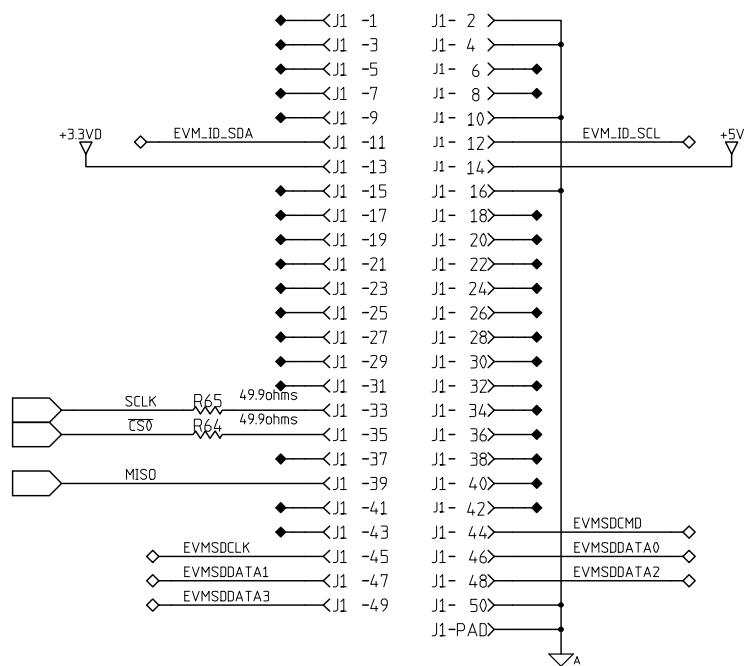 J1 -1 J1- 2
J1 -3 J1- 4
J1 -5 J1- 6
J1 -7 J1- 8
J1 -9 J1- 10
+3.3VD EVM_ID_SDA J1 -11 J1- 12 EVM_ID_SCL +5V
J1 -13 J1- 14
J1 -15 J1- 16
J1 -17 J1- 18
J1 -19 J1- 20
J1 -21 J1- 22
J1 -23 J1- 24
J1 -25 J1- 26
J1 -27 J1- 28
J1 -29 J1- 30
J1 -31 J1- 32
SCLK R65 49.9ohms J1 -33 J1- 34
CS0 R64 49.9ohms J1 -35 J1- 36
J1 -37 J1- 38
MISO J1 -39 J1- 40
J1 -41 J1- 42
J1 -43 J1- 44 EVMSDCMD
EVMSDCLK J1 -45 J1- 46 EVMSDDATA0
EVMSDDATA1 J1 -47 J1- 48 EVMSDDATA2
EVMSDDATA3 J1 -49 J1- 50
J1-PAD
A